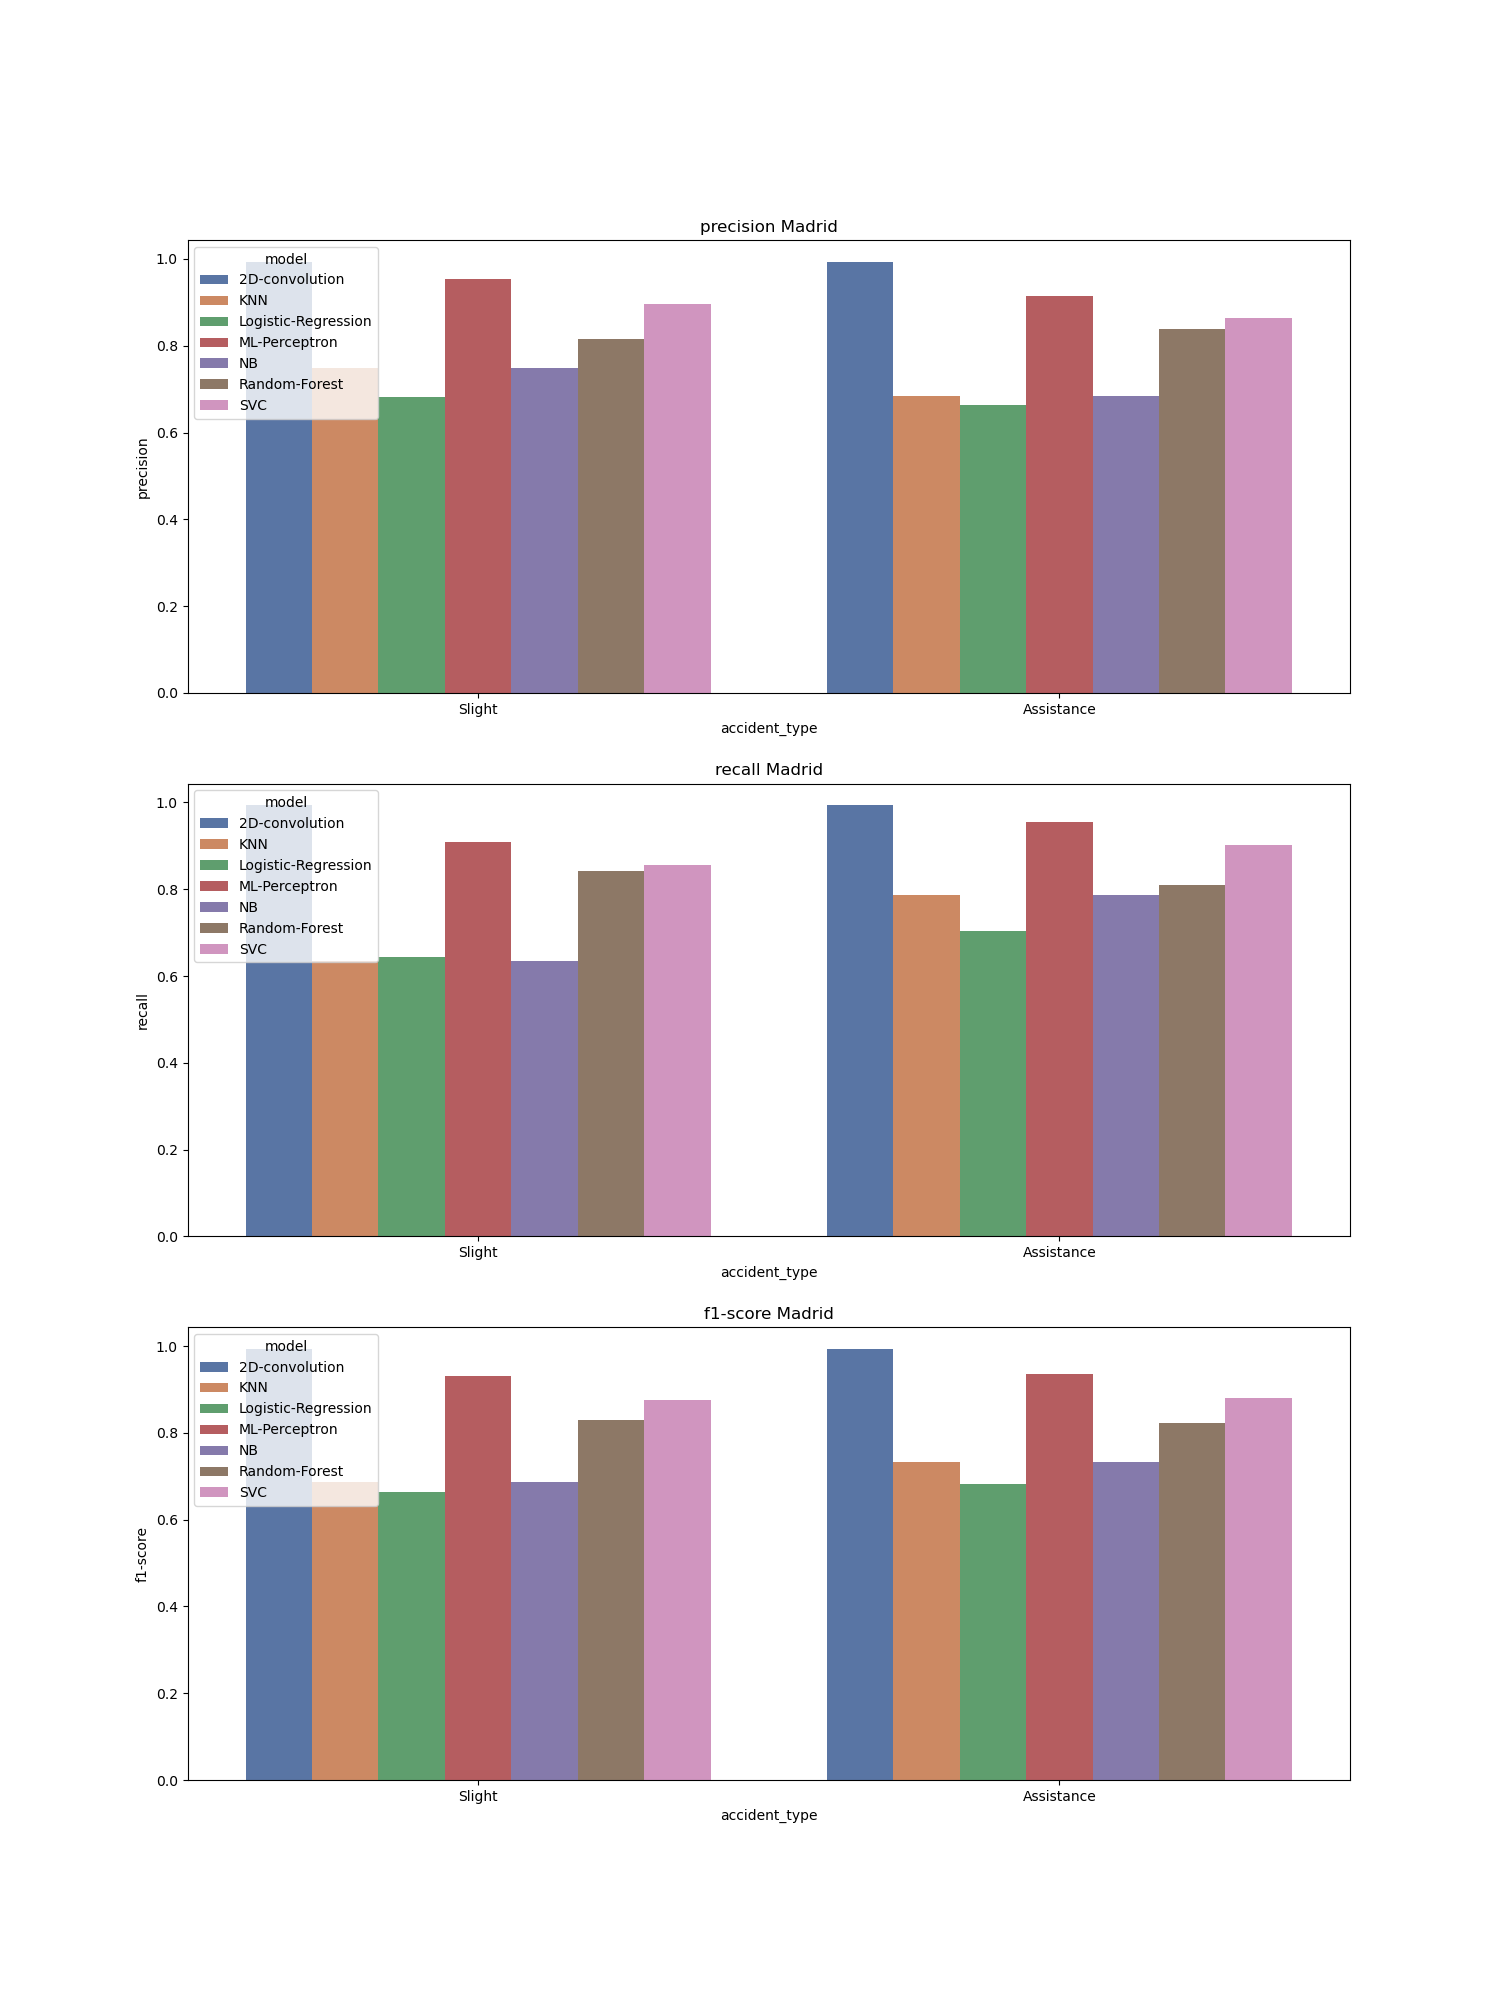 precision Madrid
model
2D-convolution
KNN
Logistic-Regression
ML-Perceptron
NB
Random-Forest
SVC
1.0
0.8
0.6
0.4
0.2
0.0
precision
Slight
Assistance
accident_type
recall Madrid
model
2D-convolution
KNN
Logistic-Regression
ML-Perceptron
NB
Random-Forest
SVC
1.0
0.8
0.6
0.4
0.2
0.0
recall
Slight
Assistance
accident_type
f1-score Madrid
model
2D-convolution
KNN
Logistic-Regression
ML-Perceptron
NB
Random-Forest
SVC
1.0
0.8
0.6
0.4
0.2
0.0
f1-score
Slight
Assistance
accident_type